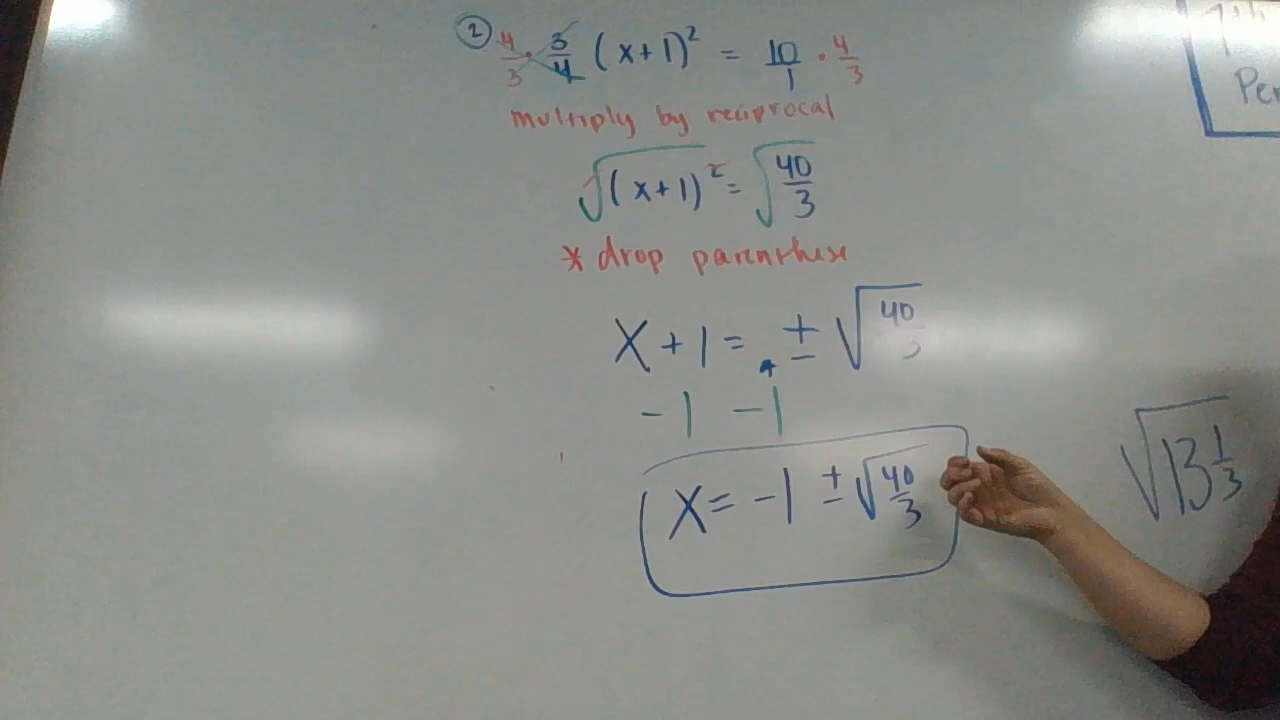 ② 4/3 · 3/4 (x+1)² = 10/1 · 4/3
multiply by reciprocal
√(x+1)² = √40/3
* drop parenthese
x+1 = ± √40/3
-1 -1
x = -1 ± √40/3
√13 1/3